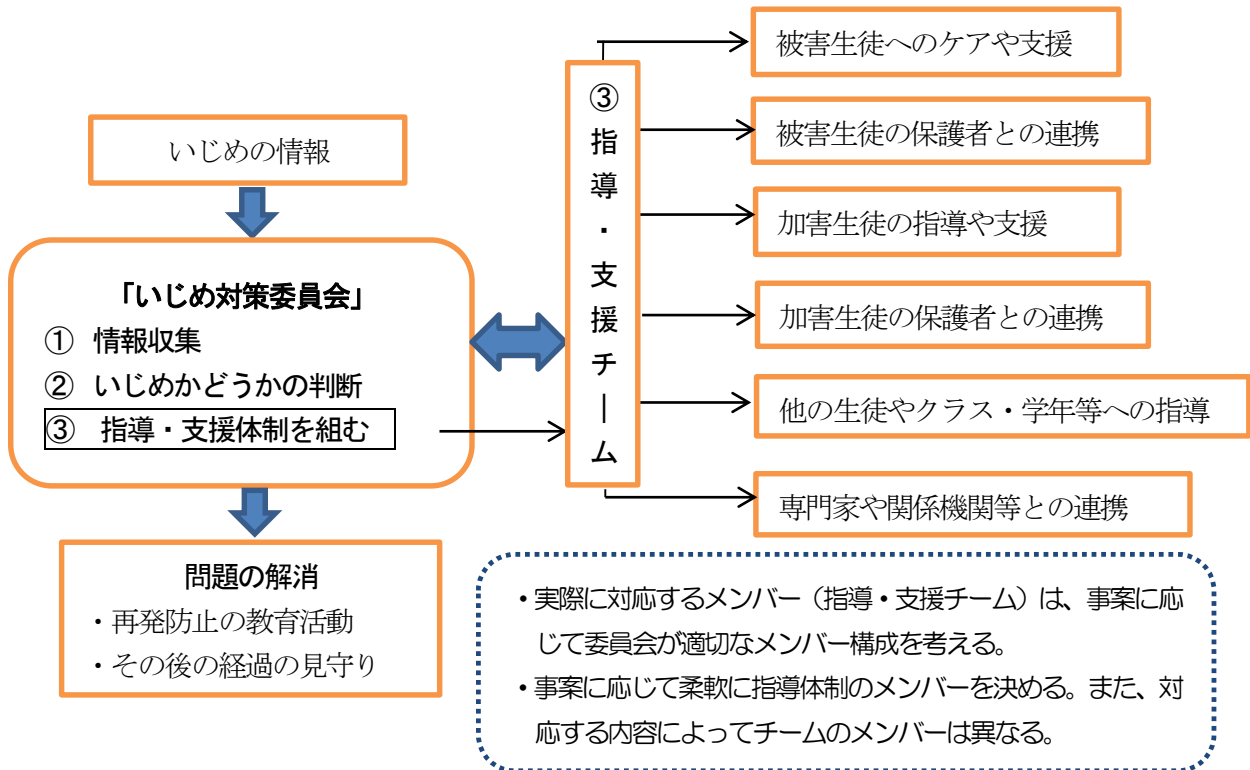 いじめの情報
「いじめ対策委員会」
① 情報収集
② いじめかどうかの判断
③ 指導・支援体制を組む
問題の解消
・再発防止の教育活動
・その後の経過の見守り
③指導・支援チーム
被害生徒へのケアや支援
被害生徒の保護者との連携
加害生徒の指導や支援
加害生徒の保護者との連携
他の生徒やクラス・学年等への指導
専門家や関係機関等との連携
・実際に対応するメンバー（指導・支援チーム）は、事案に応
じて委員会が適切なメンバー構成を考える。
・事案に応じて柔軟に指導体制のメンバーを決める。また、対
応する内容によってチームのメンバーは異なる。